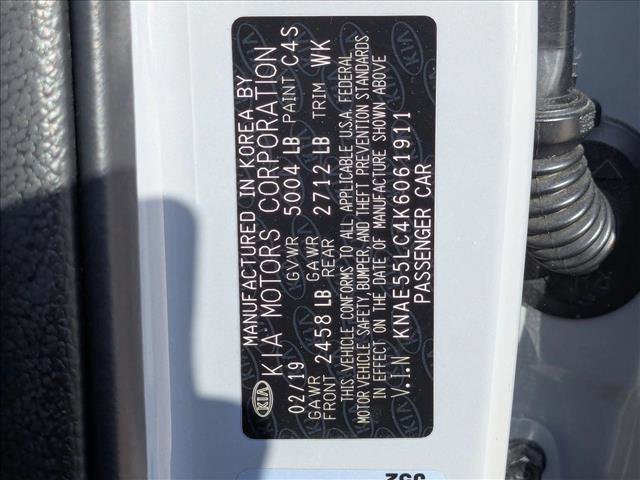 MANUFACTURED IN KOREA BY
KIA MOTORS CORPORATION
02/19 GVWR 5004 LB PAINT C4S
GAWR FRONT 2458 LB GAWR REAR 2712 LB TRIM WK
THIS VEHICLE CONFORMS TO ALL APPLICABLE U.S.A. FEDERAL
MOTOR VEHICLE SAFETY, BUMPER, AND THEFT PREVENTION STANDARDS
IN EFFECT ON THE DATE OF MANUFACTURE SHOWN ABOVE
V.I.N KNAE55LC4K6061911
PASSENGER CAR
KIA